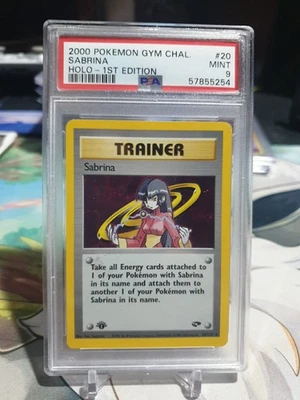 2000 POKEMON GYM CHAL. #20
SABRINA MINT
HOLO - 1ST EDITION 9
PSA 57855254
TRAINER
Sabrina
Take all Energy cards attached to
1 of your Pokémon with Sabrina
in its name and attach them to
another 1 of your Pokémon with
Sabrina in its name.